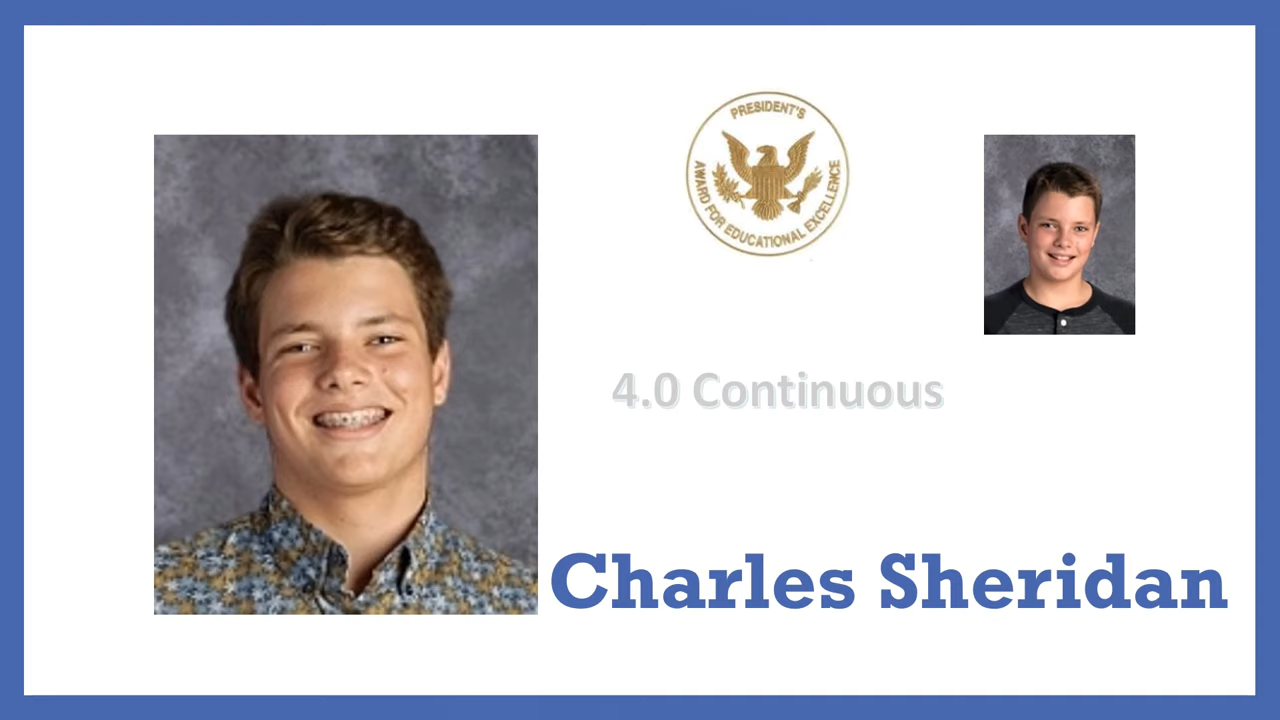 PRESIDENT'S
AWARD FOR EDUCATIONAL EXCELLENCE
4.0 Continuous
Charles Sheridan